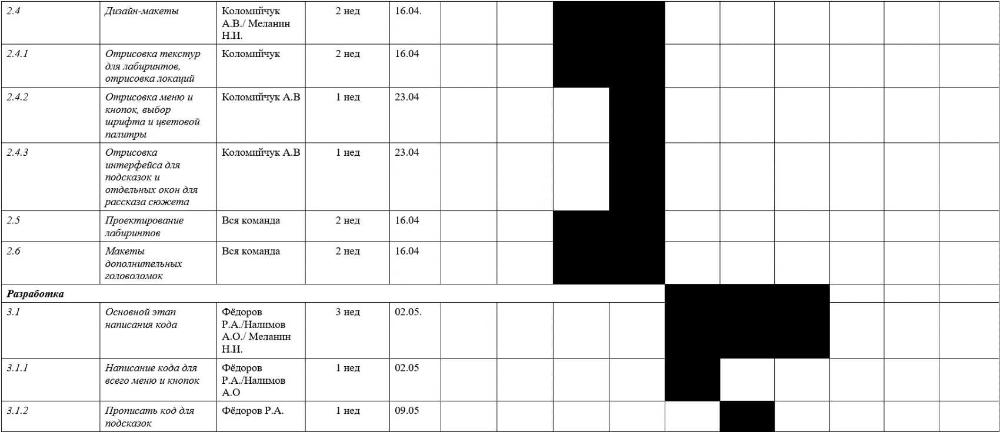 2.4 Дизайн-макеты Коломийчук 2 нед 16.04.
А.В./ Меланин
Н.И.
2.4.1 Отрисовка текстур Коломийчук 2 нед 16.04
для лабиринтов,
отрисовка локаций
2.4.2 Отрисовка меню и Коломийчук А.В 1 нед 23.04
кнопок, выбор
шрифта и цветовой
палитры
2.4.3 Отрисовка Коломийчук А.В 1 нед 23.04
интерфейса для
подсказок и
отдельных окон для
рассказа сюжета
2.5 Проектирование Вся команда 2 нед 16.04
лабиринтов
2.6 Макеты Вся команда 2 нед 16.04
дополнительных
головоломок
Разработка
3.1 Основной этап Фёдоров 3 нед 02.05.
написания кода Р.А./Налимов
А.О./ Меланин
Н.И.
3.1.1 Написание кода для Фёдоров 1 нед 02.05
всего меню и кнопок Р.А./Налимов
А.О
3.1.2 Прописать код для Фёдоров Р.А. 1 нед 09.05
подсказок